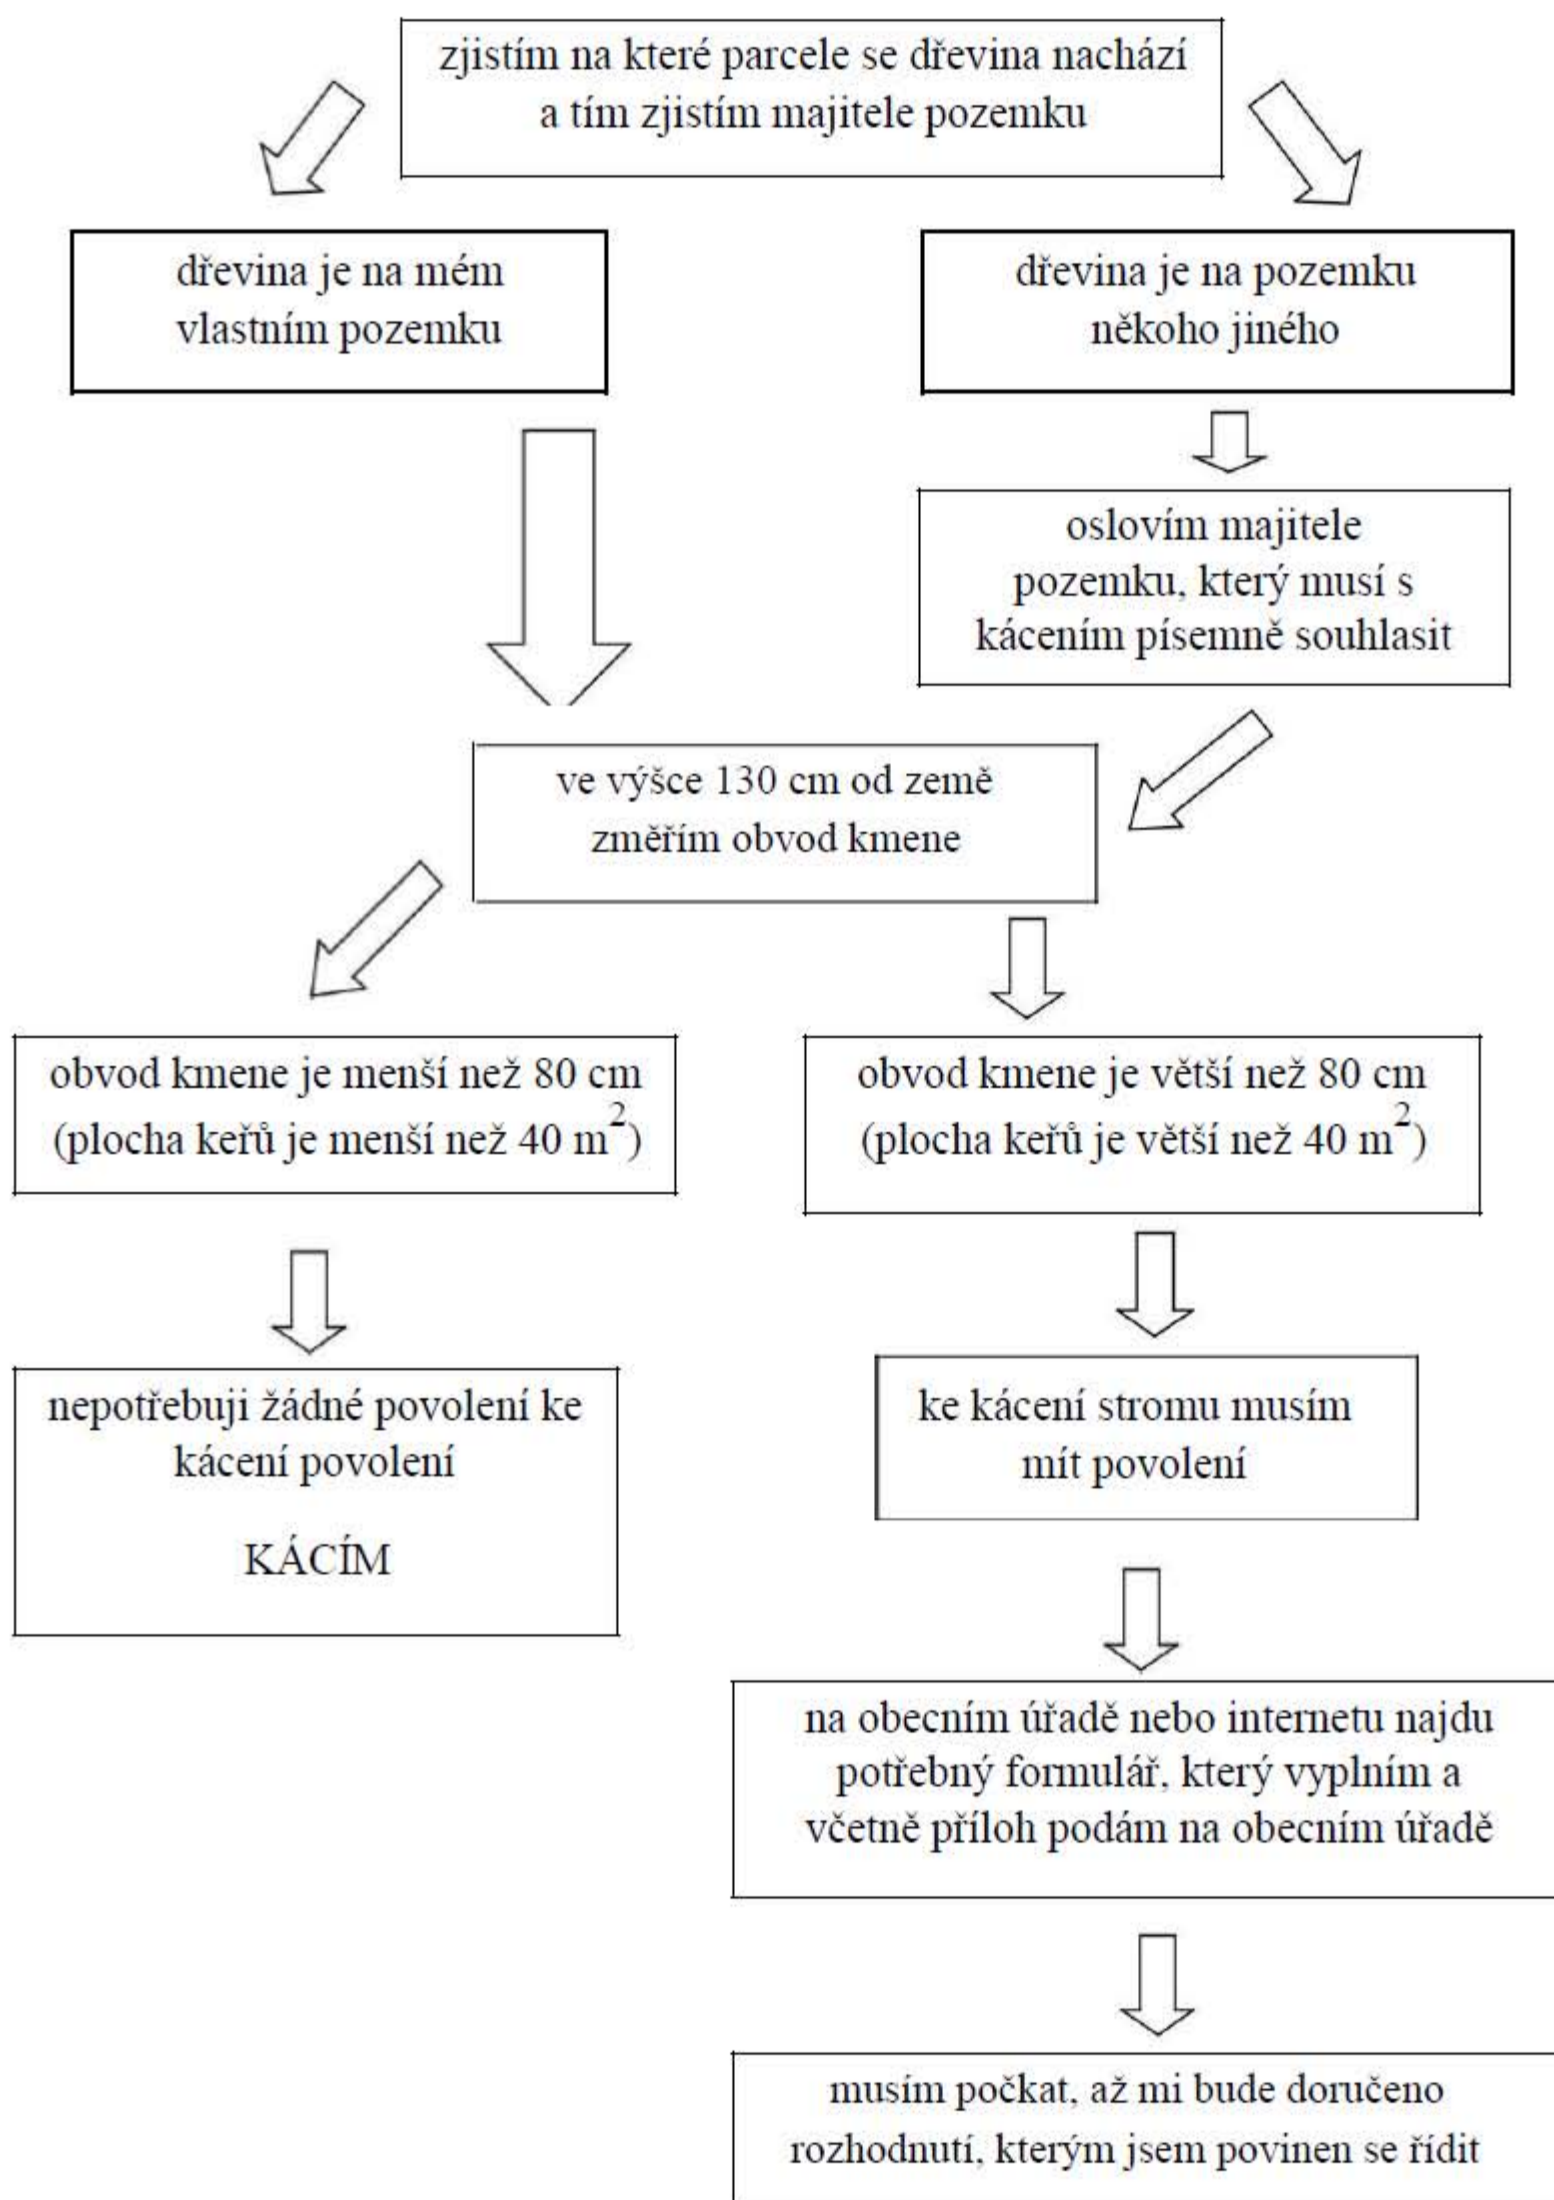 zjistím na které parcele se dřevina nachází
a tím zjistím majitele pozemku
dřevina je na mém
vlastním pozemku
dřevina je na pozemku
někoho jiného
oslovím majitele
pozemku, který musí s
kácením písemně souhlasit
ve výšce 130 cm od země
změřím obvod kmene
obvod kmene je menší než 80 cm
(plocha keřů je menší než 40 m²)
obvod kmene je větší než 80 cm
(plocha keřů je větší než 40 m²)
nepotřebuji žádné povolení ke
kácení povolení
KÁCÍM
ke kácení stromu musím
mít povolení
na obecním úřadě nebo internetu najdu
potřebný formulář, který vyplním a
včetně příloh podám na obecním úřadě
musím počkat, až mi bude doručeno
rozhodnutí, kterým jsem povinen se řídit